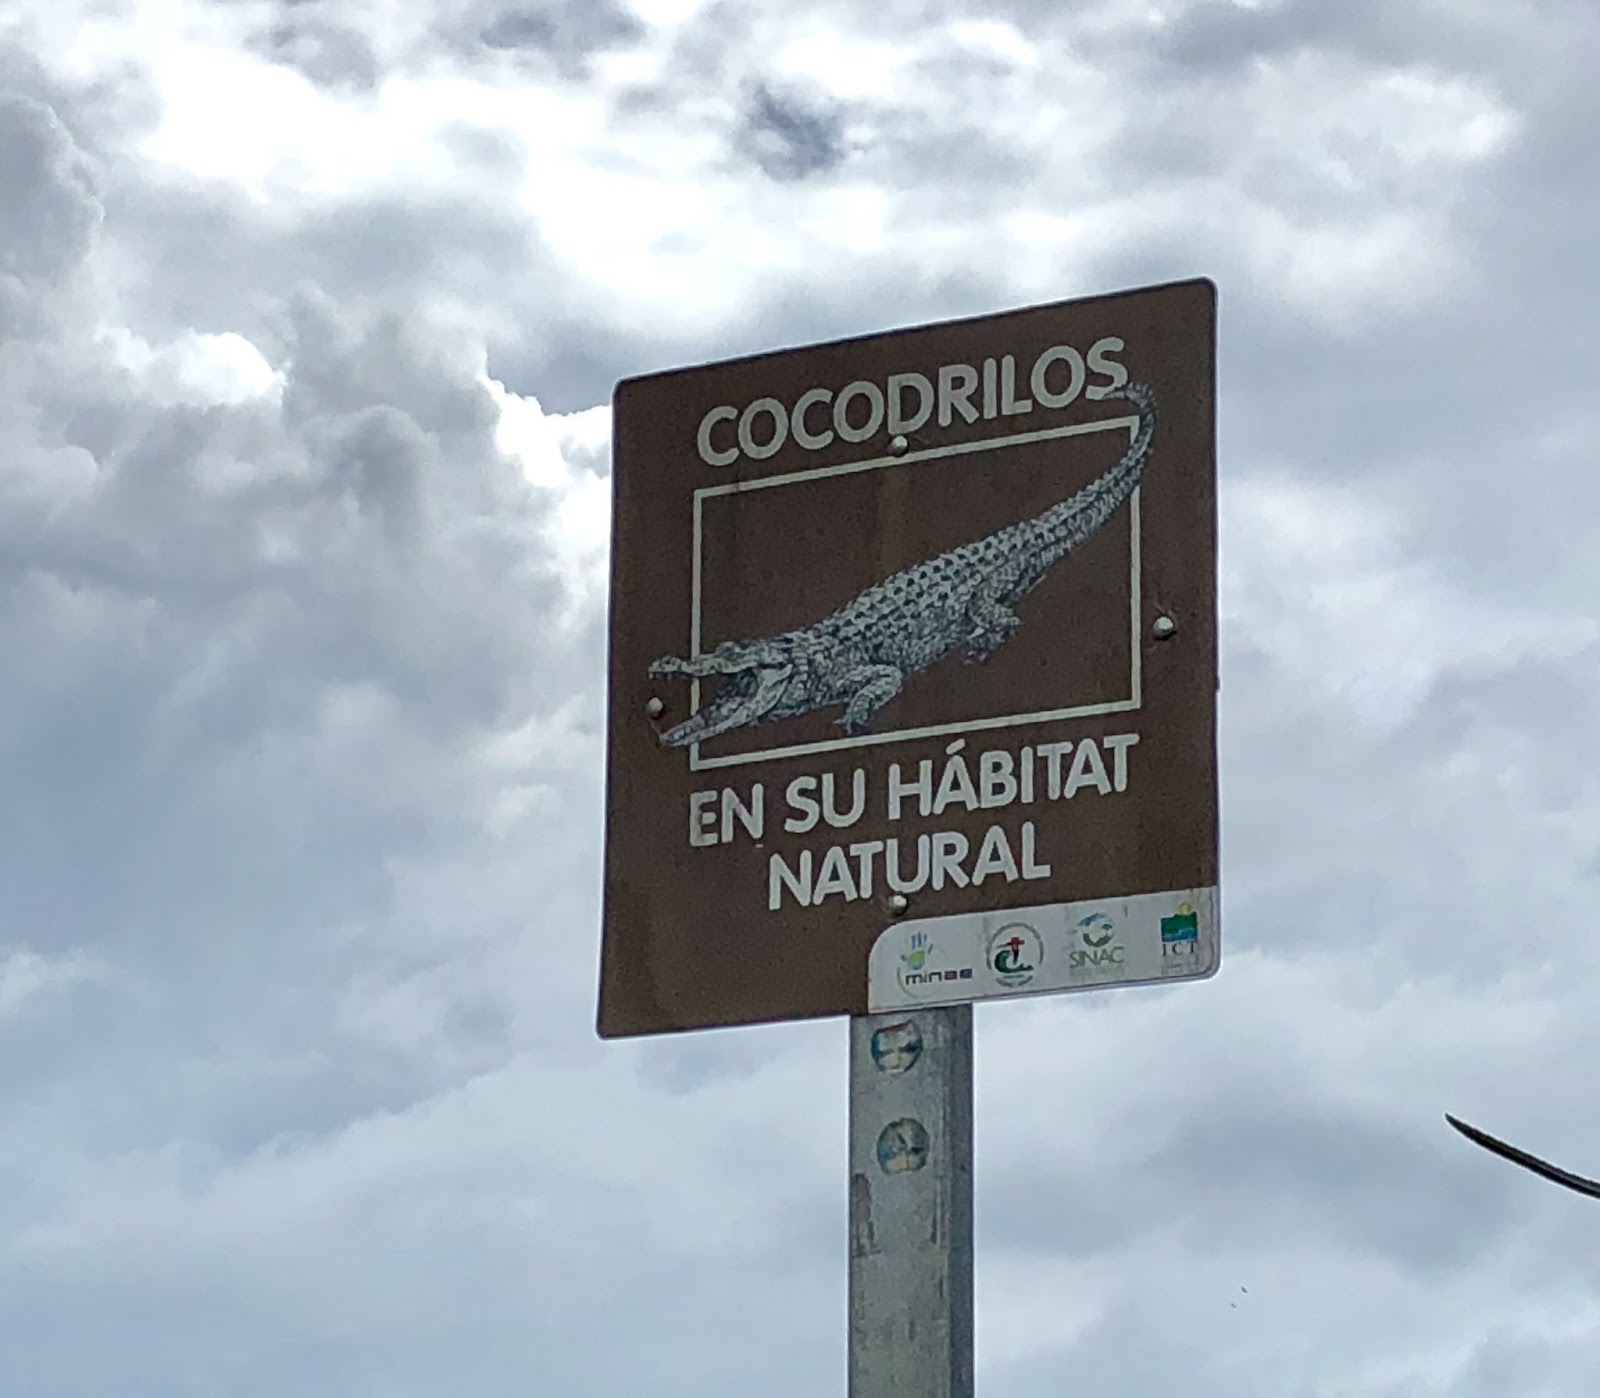 COCODRILOS
EN SU HÁBITAT
NATURAL
minae
SINAC
ICT